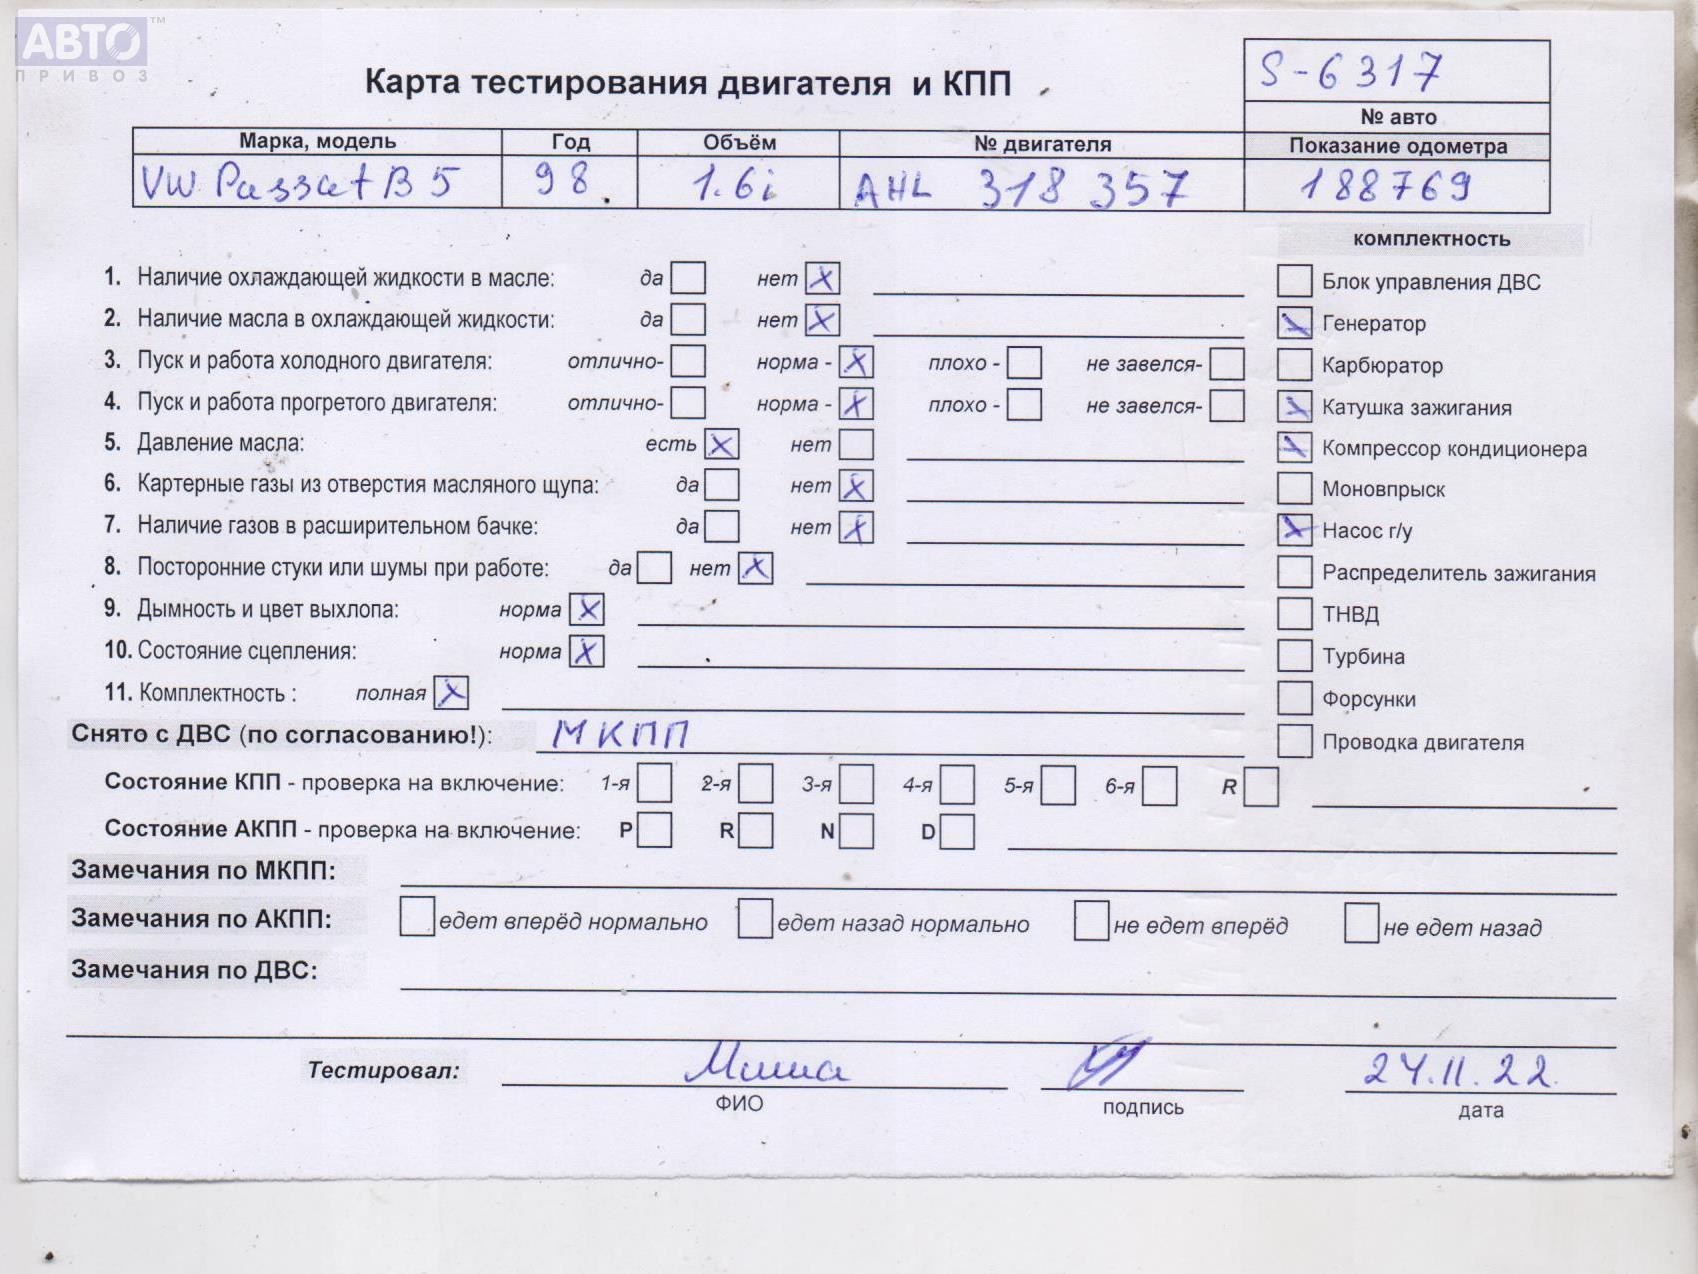 АВТО™
ПРИВОЗ
S-6317
Карта тестирования двигателя и КПП
№ авто
Марка, модель Год Объём № двигателя Показание одометра
VW Passat B5 98 1.6i AHL 318 357 188769
комплектность
1. Наличие охлаждающей жидкости в масле: да нет X
Блок управления ДВС
2. Наличие масла в охлаждающей жидкости: да нет X
Генератор
3. Пуск и работа холодного двигателя: отлично- норма - X плохо - не завелся-
Карбюратор
4. Пуск и работа прогретого двигателя: отлично- норма - X плохо - не завелся-
Катушка зажигания
5. Давление масла: есть X нет
Компрессор кондиционера
6. Картерные газы из отверстия масляного щупа: да нет X
Моновпрыск
7. Наличие газов в расширительном бачке: да нет X
Насос г/у
8. Посторонние стуки или шумы при работе: да нет X
Распределитель зажигания
9. Дымность и цвет выхлопа: норма X
ТНВД
10. Состояние сцепления: норма X
Турбина
11. Комплектность : полная X
Форсунки
Снято с ДВС (по согласованию!): МКПП
Проводка двигателя
Состояние КПП - проверка на включение: 1-я 2-я 3-я 4-я 5-я 6-я R
Состояние АКПП - проверка на включение: P R N D
Замечания по МКПП:
Замечания по АКПП: едет вперёд нормально едет назад нормально не едет вперёд не едет назад
Замечания по ДВС:
Тестировал: Миша 24.11.22.
ФИО подпись дата